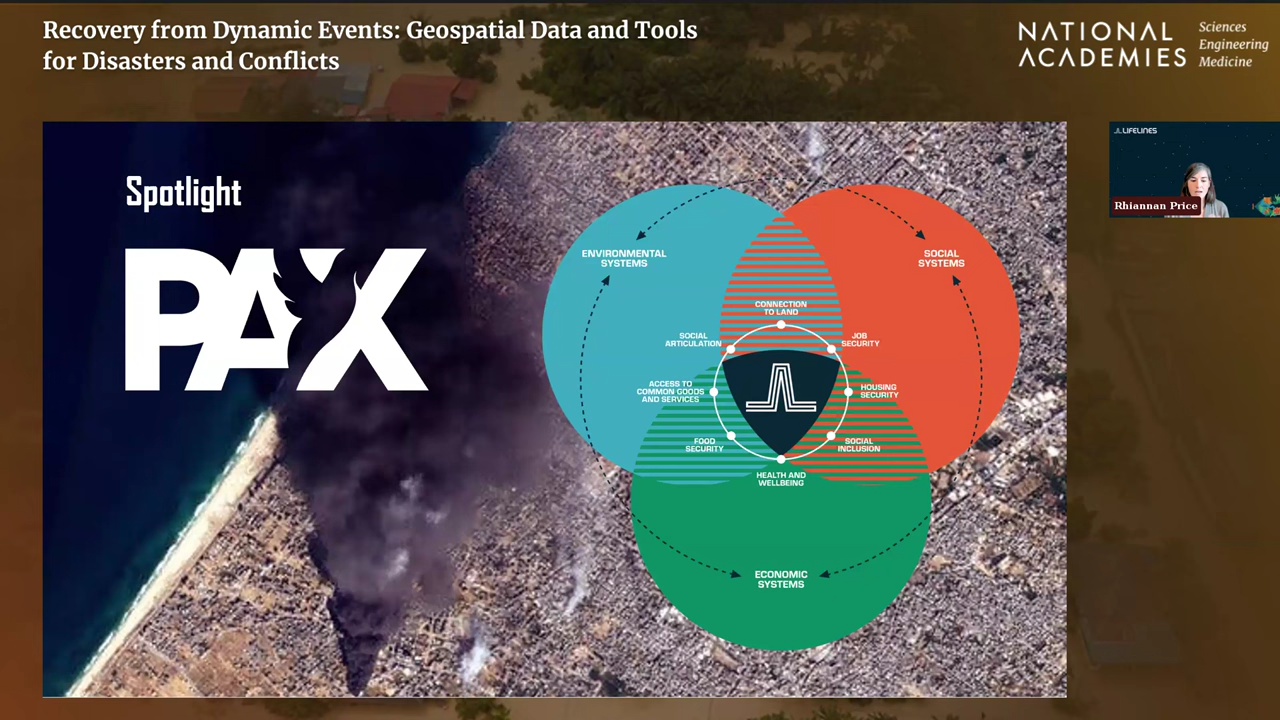 Recovery from Dynamic Events: Geospatial Data and Tools
for Disasters and Conflicts
NATIONAL
ACADEMIES
Sciences
Engineering
Medicine
LIFELINES
Rhiannan Price
Spotlight
PAX
ENVIRONMENTAL
SYSTEMS
SOCIAL
SYSTEMS
CONNECTION
TO LAND
SOCIAL
ARTICULATION
JOB
SECURITY
ACCESS TO
COMMON GOODS
AND SERVICES
HOUSING
SECURITY
FOOD
SECURITY
SOCIAL
INCLUSION
HEALTH AND
WELLBEING
ECONOMIC
SYSTEMS